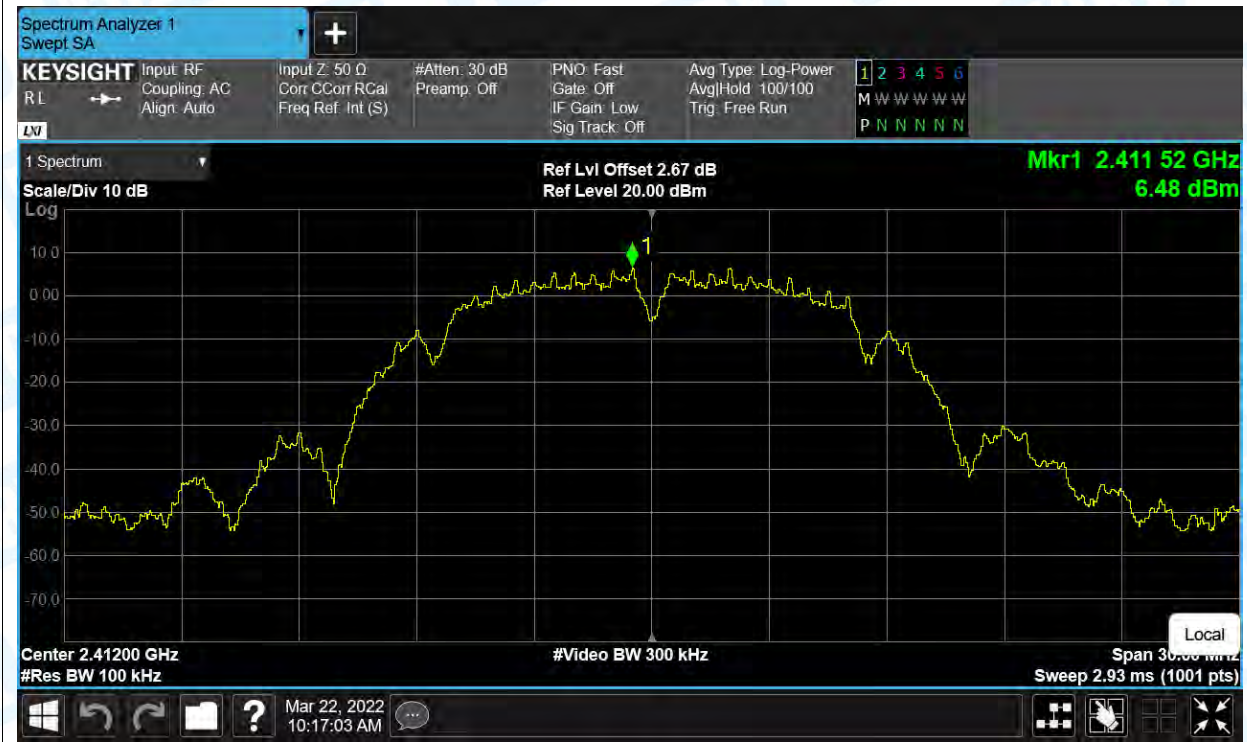 Spectrum Analyzer 1
Swept SA
+
KEYSIGHT
R L
LXI
Input: RF
Coupling: AC
Align: Auto
Input Z: 50 Ω
Corr CCorr RCal
Freq Ref: Int (S)
#Atten: 30 dB
Preamp: Off
PNO: Fast
Gate: Off
IF Gain: Low
Sig Track: Off
Avg Type: Log-Power
Avg|Hold: 100/100
Trig: Free Run
1 2 3 4 5 6
M W W W W W
P N N N N N
1 Spectrum
Scale/Div 10 dB
Log
Ref Lvl Offset 2.67 dB
Ref Level 20.00 dBm
Mkr1 2.411 52 GHz
6.48 dBm
1
10.0
0.00
-10.0
-20.0
-30.0
-40.0
-50.0
-60.0
-70.0
Local
Center 2.41200 GHz
#Res BW 100 kHz
#Video BW 300 kHz
Span 30.00 MHz
Sweep 2.93 ms (1001 pts)
?
Mar 22, 2022
10:17:03 AM